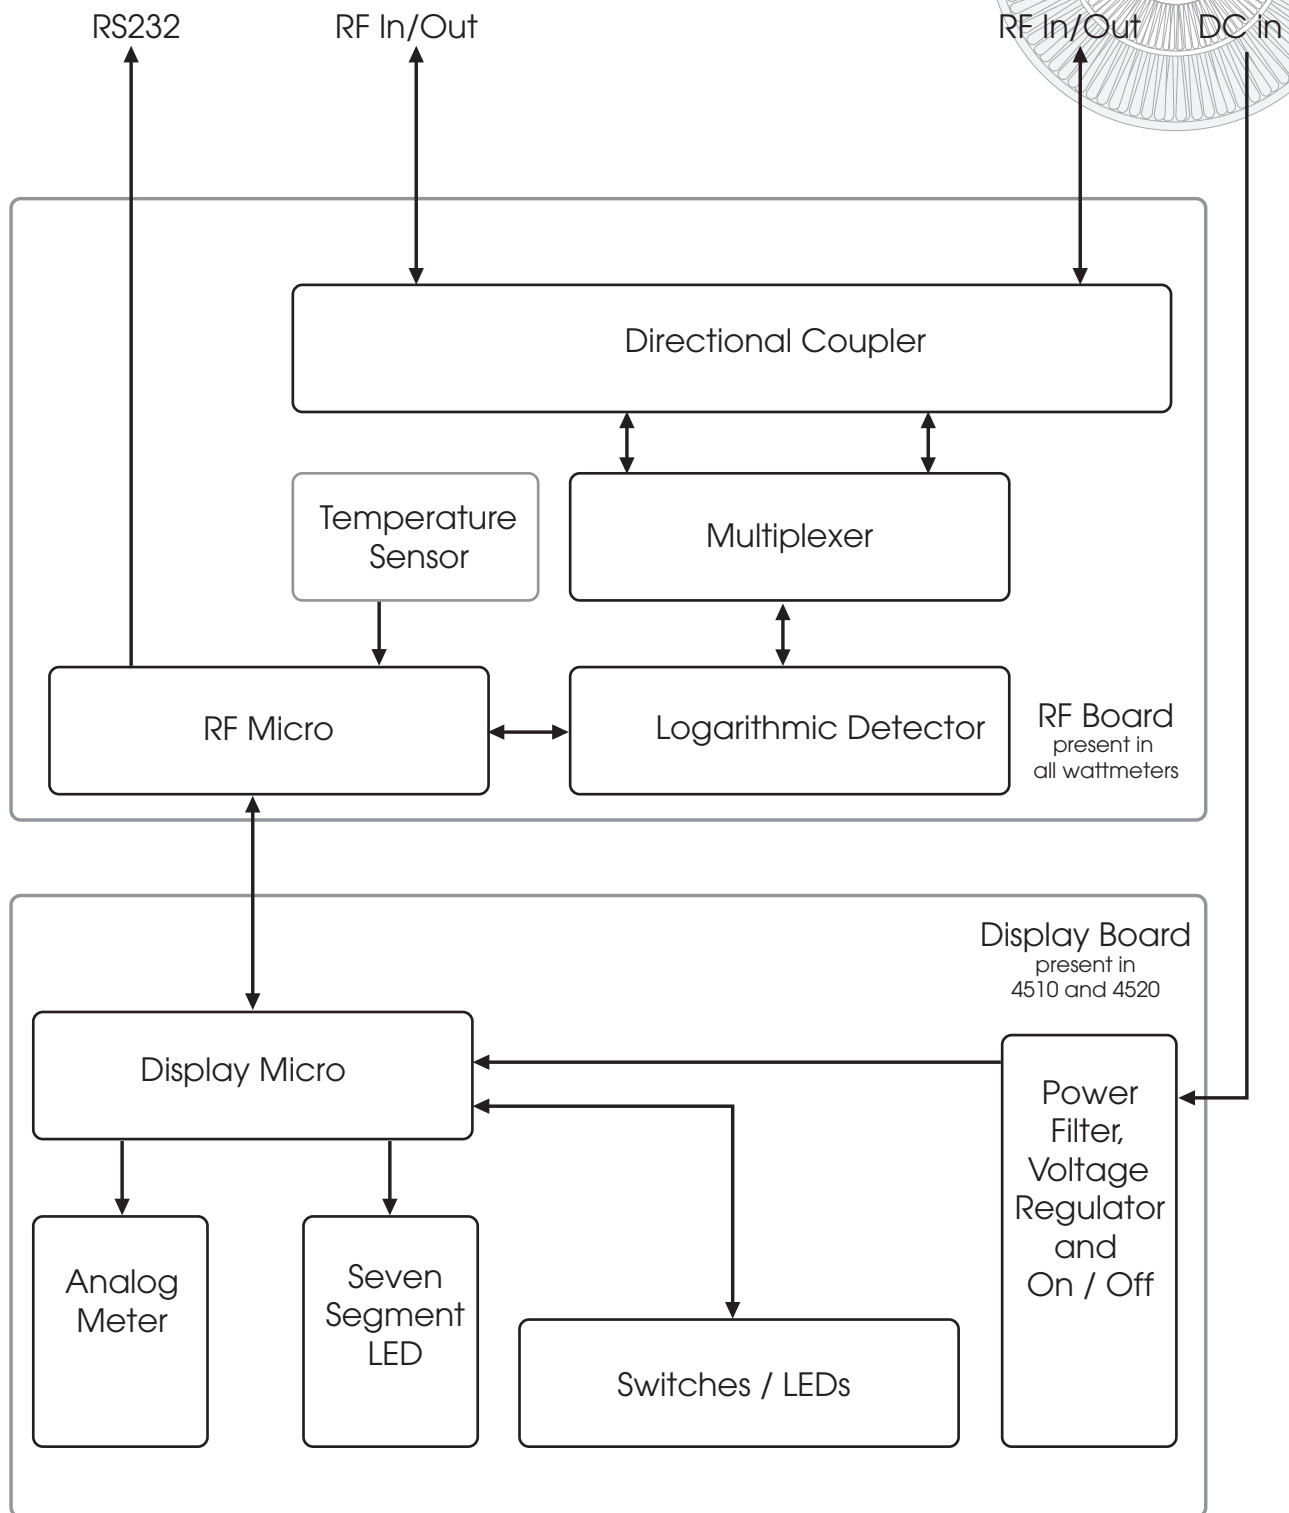 RS232
RF In/Out
RF In/Out
DC in
Directional Coupler
Temperature
Sensor
Multiplexer
RF Micro
Logarithmic Detector
RF Board
present in
all wattmeters
Display Board
present in
4510 and 4520
Display Micro
Power
Filter,
Voltage
Regulator
and
On / Off
Analog
Meter
Seven
Segment
LED
Switches / LEDs